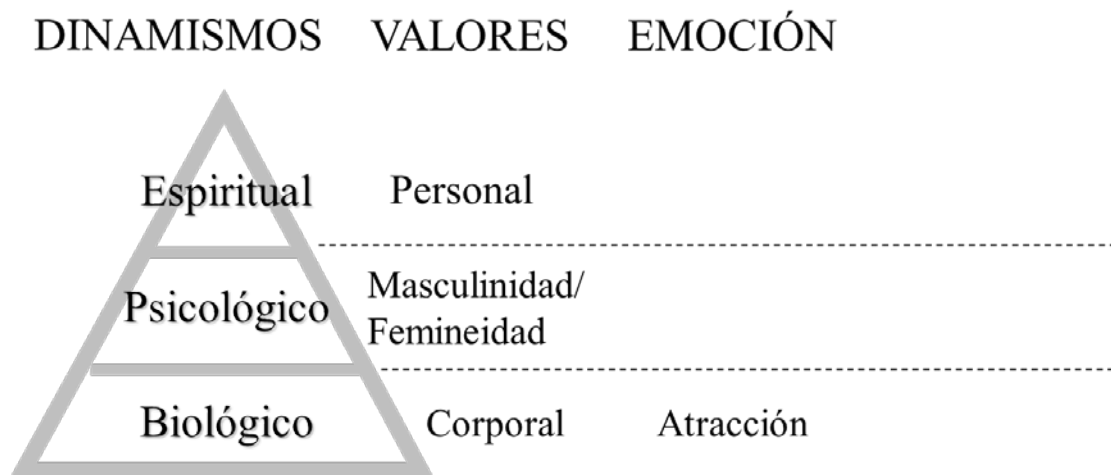 DINAMISMOS VALORES EMOCIÓN
Espiritual Personal
Psicológico Masculinidad/
Femineidad
Biológico Corporal Atracción